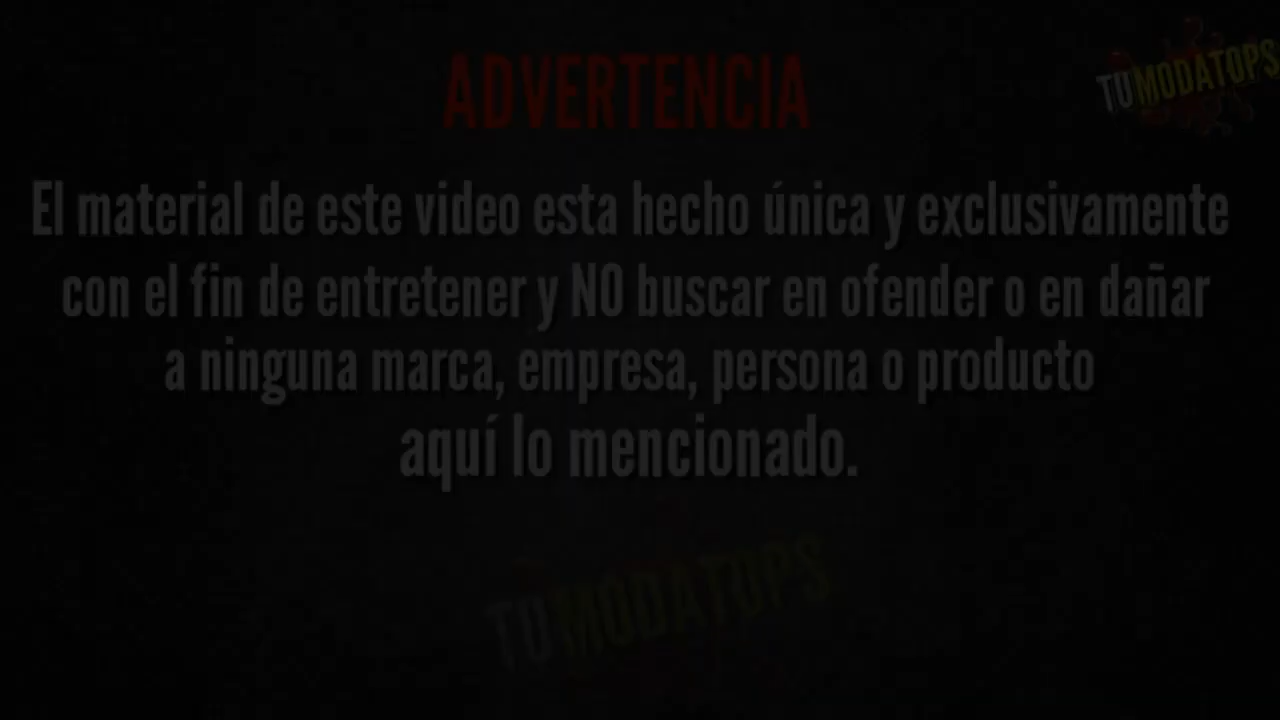 ADVERTENCIA
TUMODATOPS
El material de este video esta hecho única y exclusivamente
con el fin de entretener y NO buscar en ofender o en dañar
a ninguna marca, empresa, persona o producto
aquí lo mencionado.
TUMODATOPS